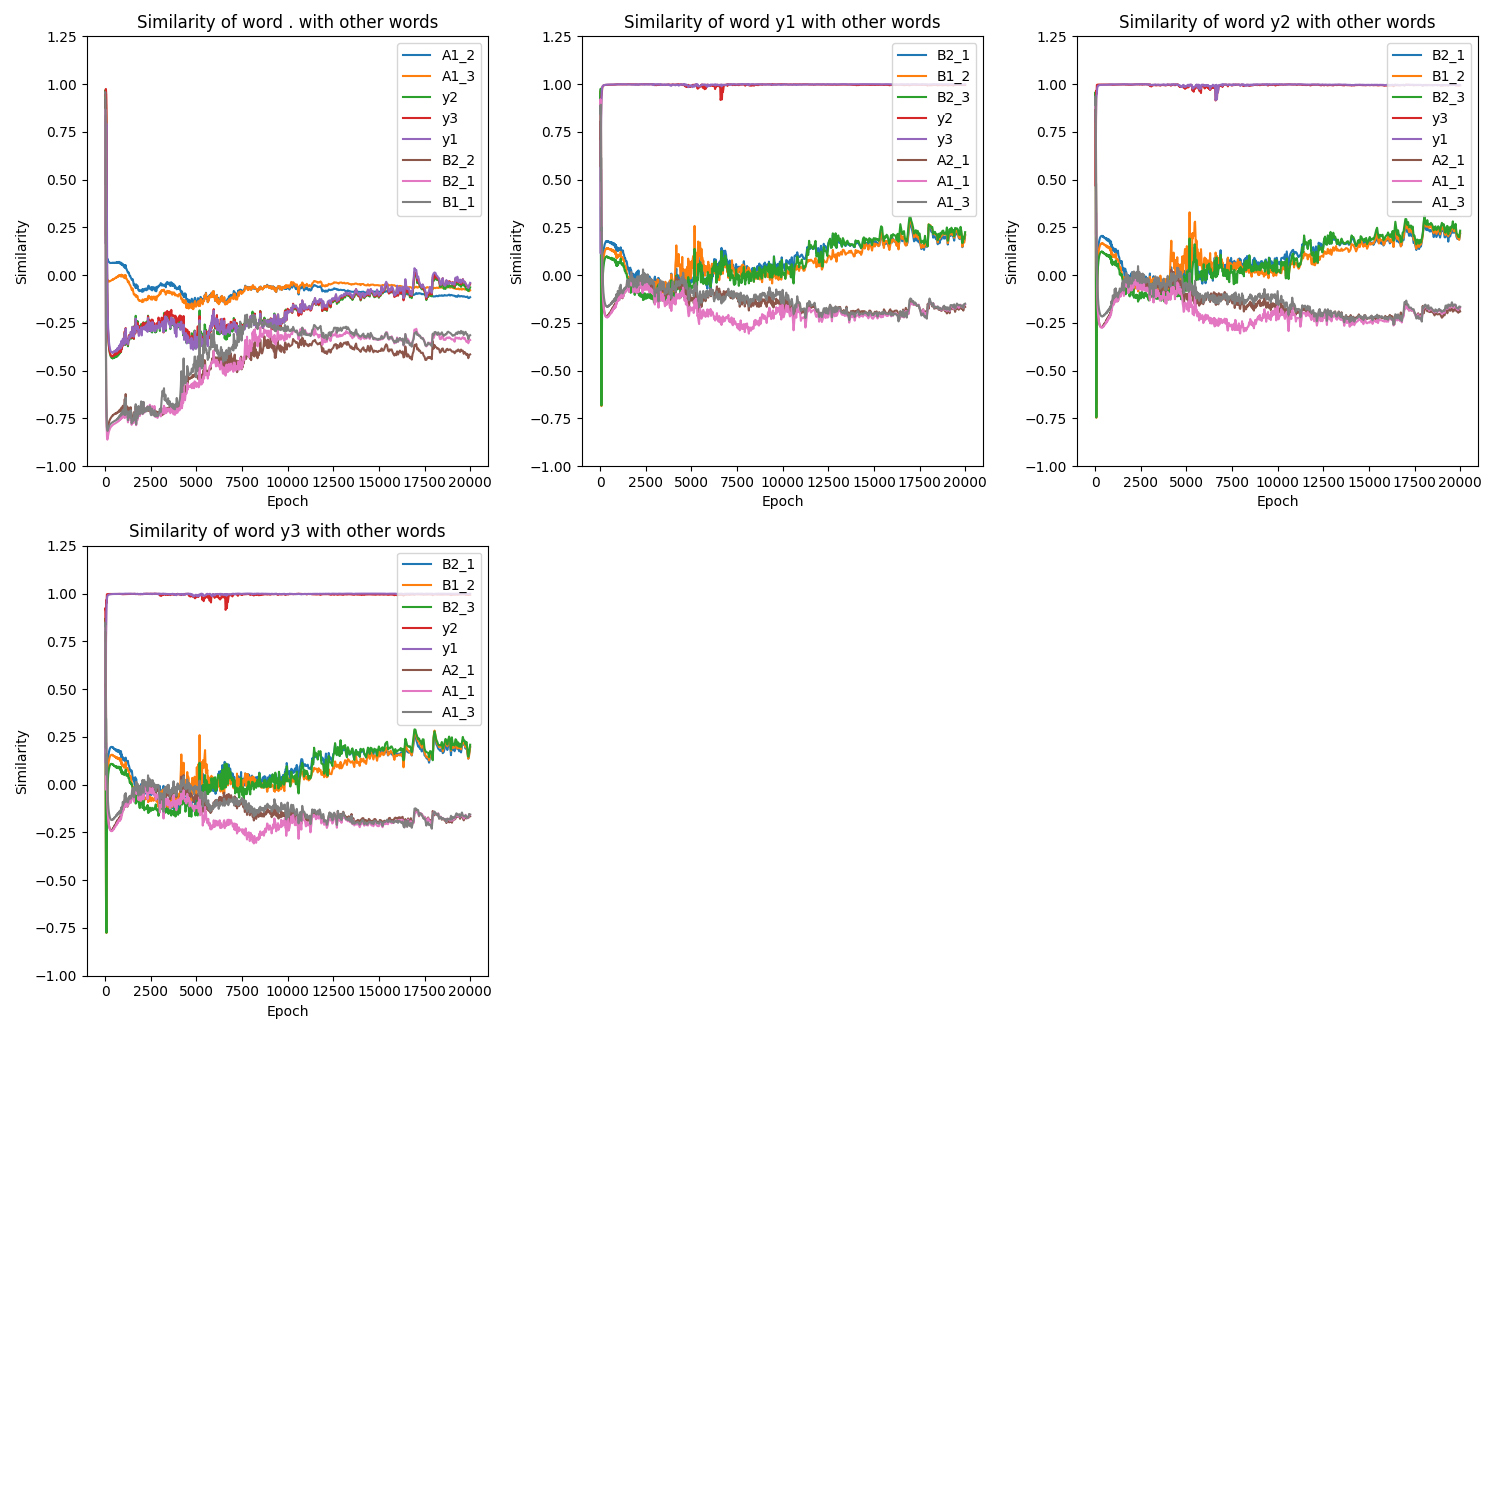 Similarity of word . with other words
1.25
1.00
0.75
0.50
0.25
0.00
−0.25
−0.50
−0.75
−1.00
Similarity
A1_2
A1_3
y2
y3
y1
B2_2
B2_1
B1_1
0 2500 5000 7500 10000 12500 15000 17500 20000
Epoch
Similarity of word y1 with other words
1.25
1.00
0.75
0.50
0.25
0.00
−0.25
−0.50
−0.75
−1.00
Similarity
B2_1
B1_2
B2_3
y2
y3
A2_1
A1_1
A1_3
0 2500 5000 7500 10000 12500 15000 17500 20000
Epoch
Similarity of word y2 with other words
1.25
1.00
0.75
0.50
0.25
0.00
−0.25
−0.50
−0.75
−1.00
Similarity
B2_1
B1_2
B2_3
y3
y1
A2_1
A1_1
A1_3
0 2500 5000 7500 10000 12500 15000 17500 20000
Epoch
Similarity of word y3 with other words
1.25
1.00
0.75
0.50
0.25
0.00
−0.25
−0.50
−0.75
−1.00
Similarity
B2_1
B1_2
B2_3
y2
y1
A2_1
A1_1
A1_3
0 2500 5000 7500 10000 12500 15000 17500 20000
Epoch